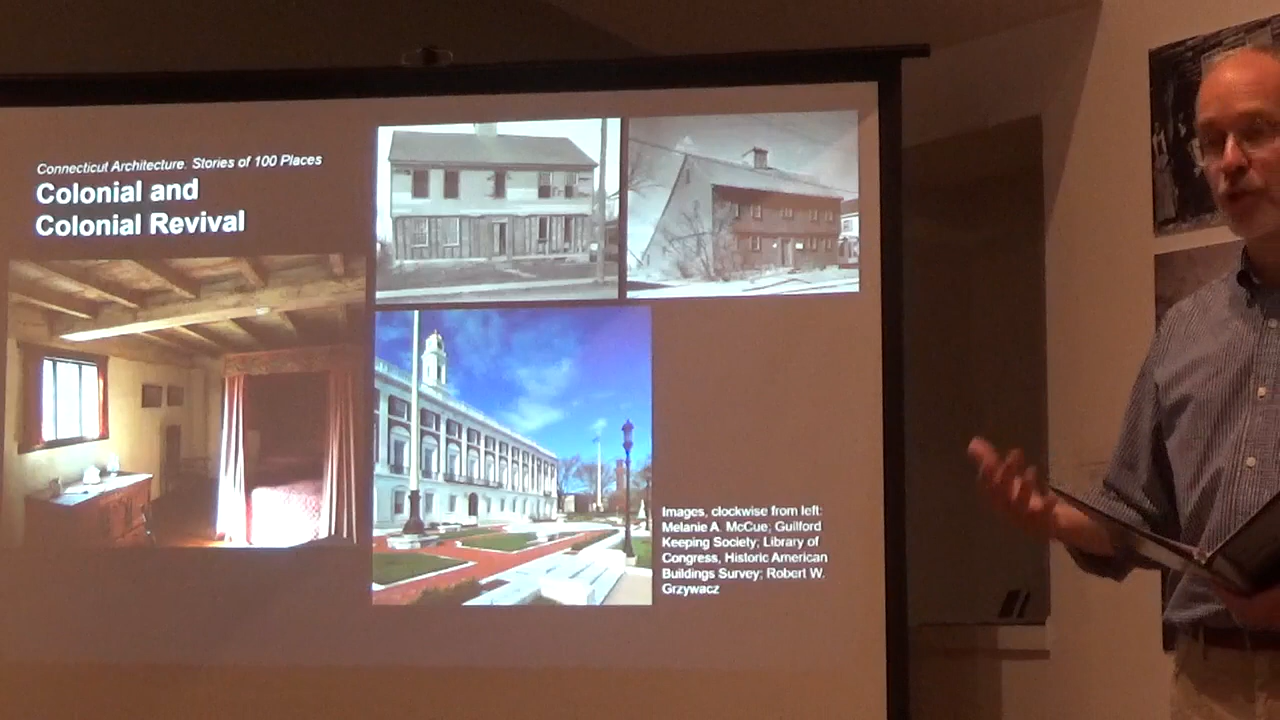 Connecticut Architecture: Stories of 100 Places
Colonial and
Colonial Revival
Images, clockwise from left:
Melanie A. McCue; Guilford
Keeping Society; Library of
Congress, Historic American
Buildings Survey; Robert W.
Grzywacz